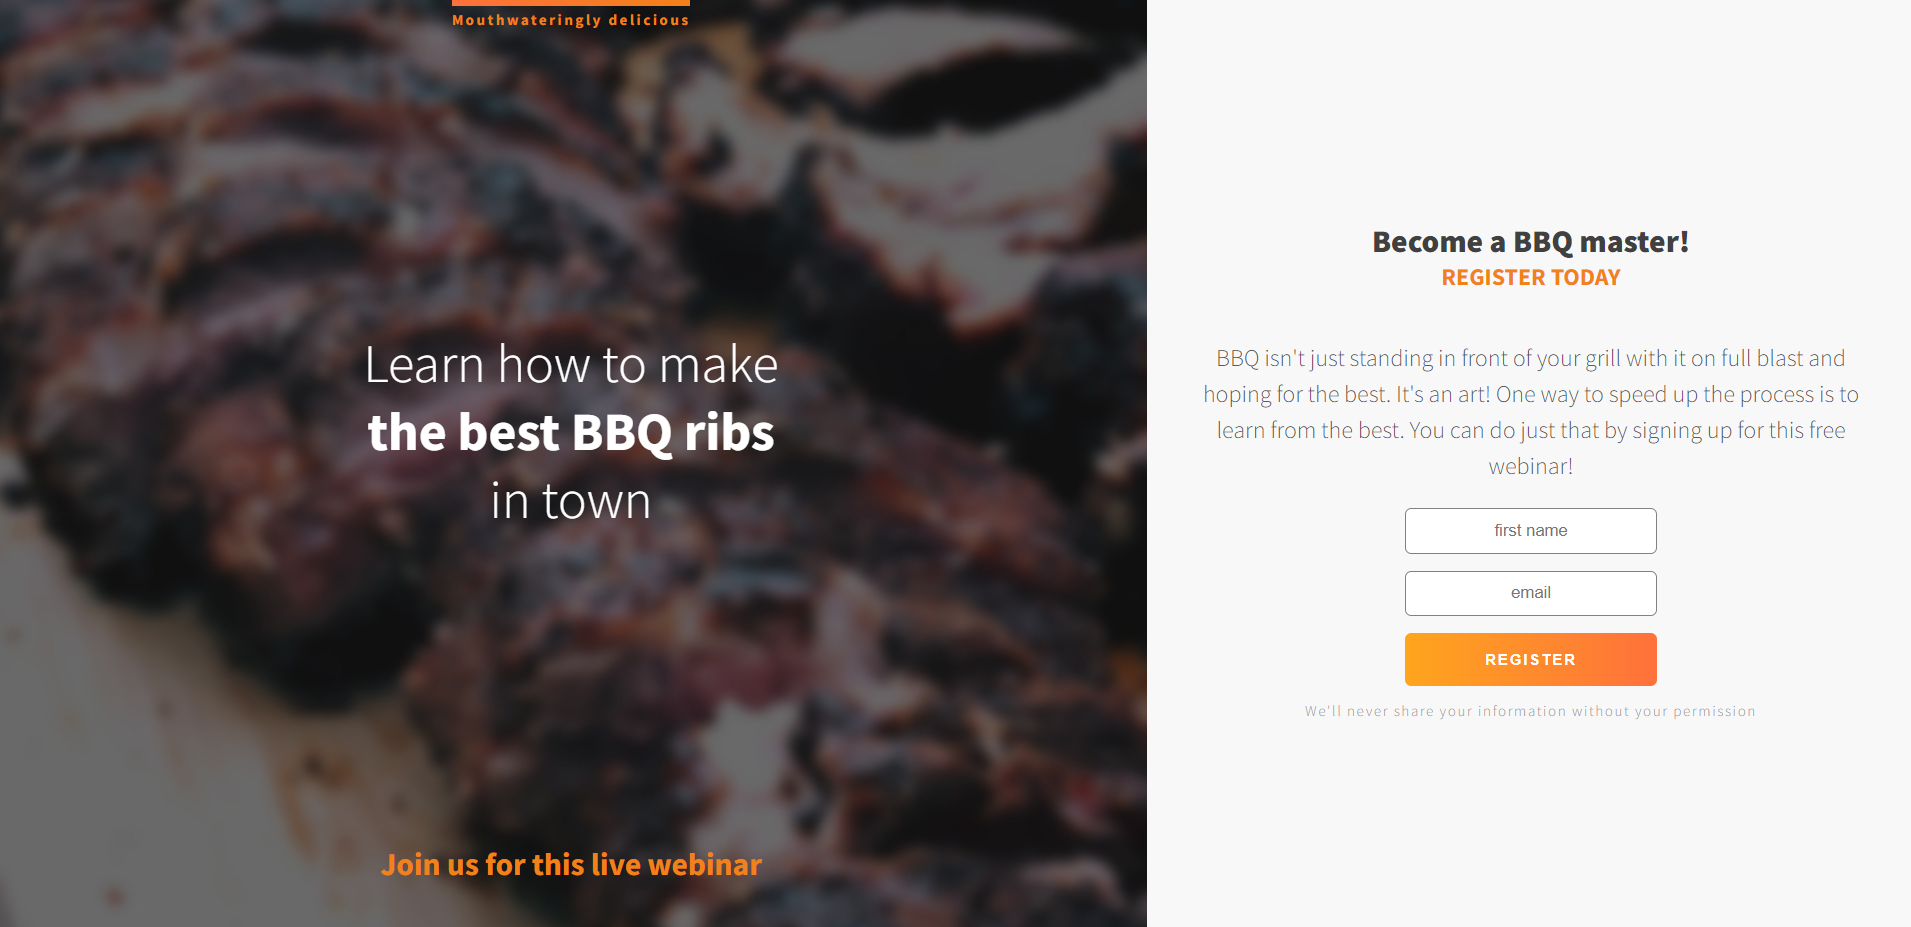 Mouthwateringly delicious
Learn how to make
the best BBQ ribs
in town
Join us for this live webinar
Become a BBQ master!
REGISTER TODAY
BBQ isn't just standing in front of your grill with it on full blast and
hoping for the best. It's an art! One way to speed up the process is to
learn from the best. You can do just that by signing up for this free
webinar!
first name
email
REGISTER
We'll never share your information without your permission